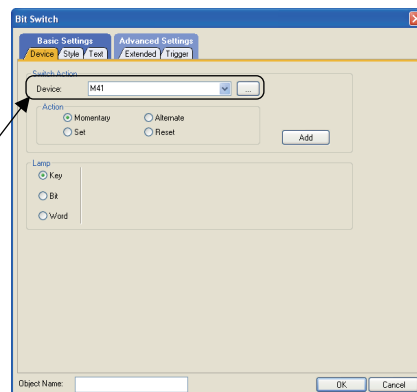 Bit Switch
Basic Settings Advanced Settings
Device Style Text Extended Trigger
Switch Action
Device: M41 ...
Action
Momentary Alternate
Set Reset
Add
Lamp
Key
Bit
Word
Object Name: OK Cancel